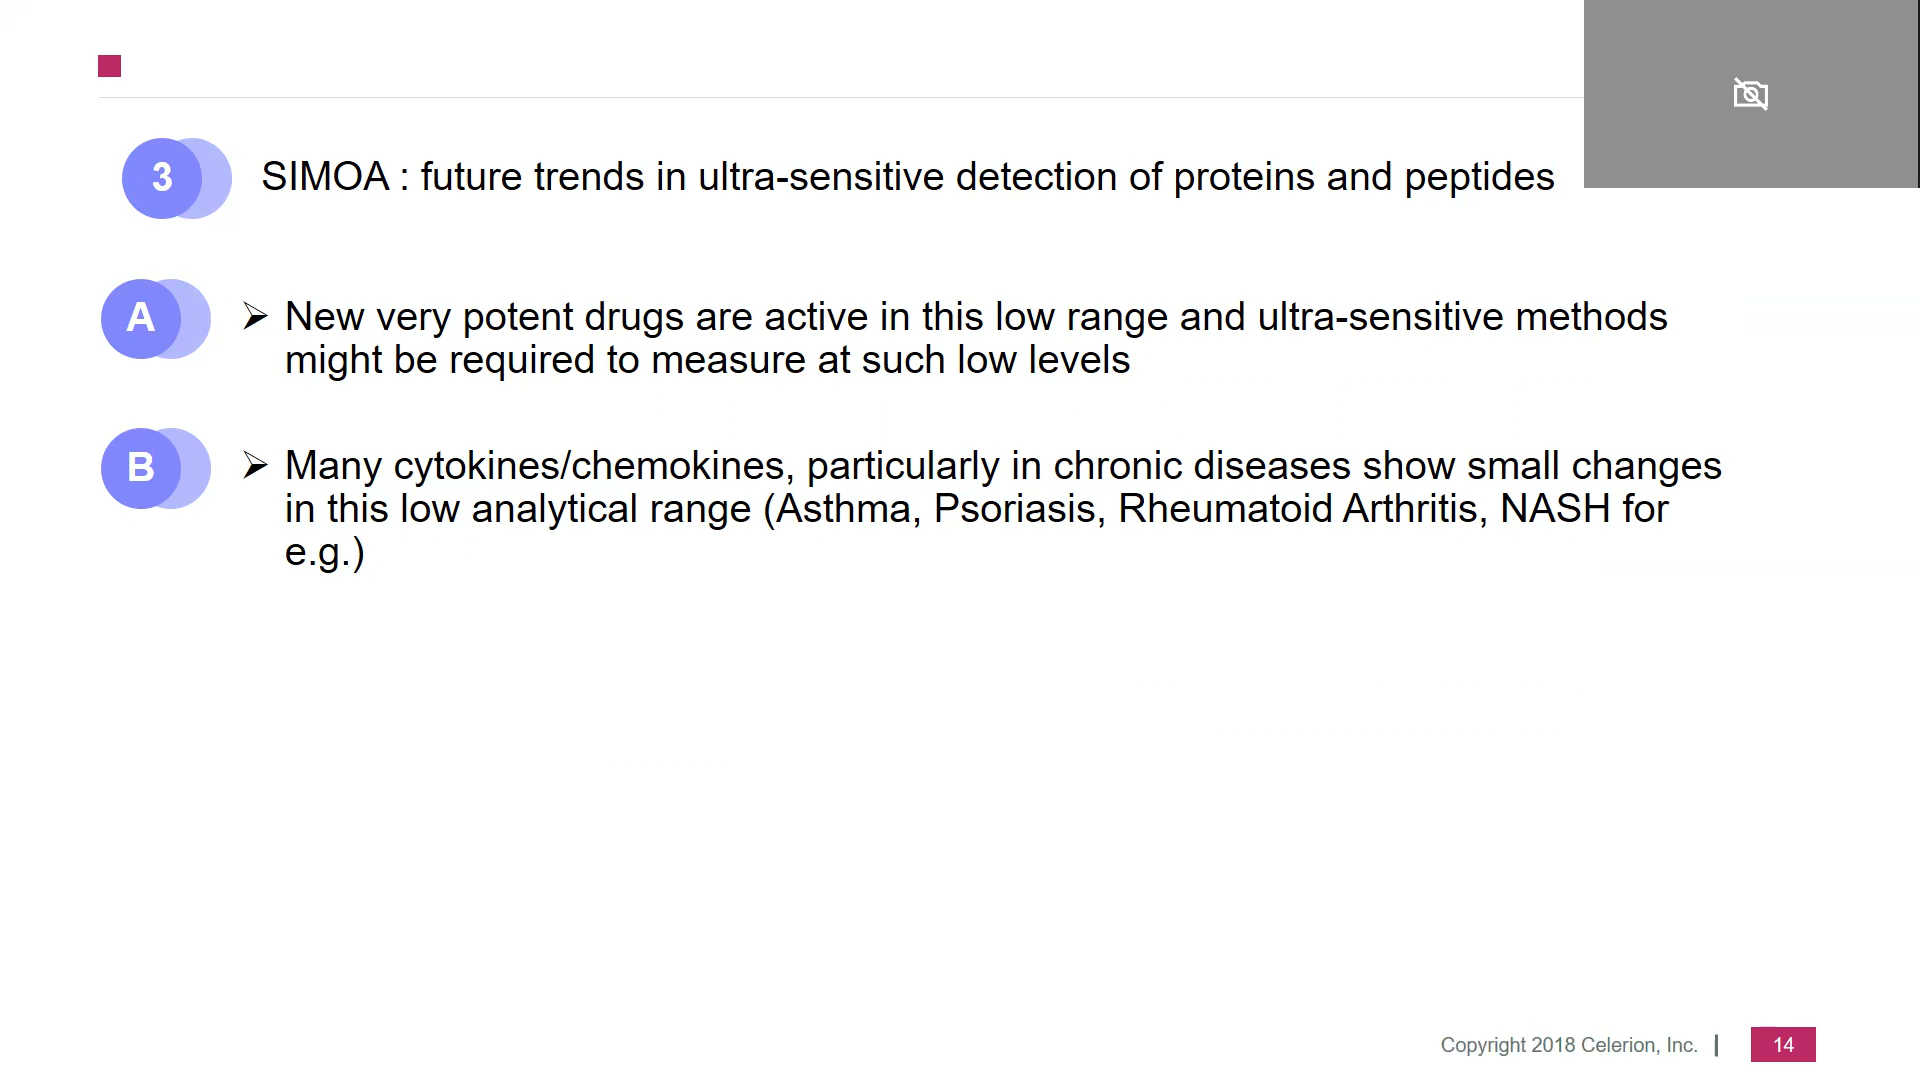 3
SIMOA : future trends in ultra-sensitive detection of proteins and peptides
A
➢ New very potent drugs are active in this low range and ultra-sensitive methods
might be required to measure at such low levels
B
➢ Many cytokines/chemokines, particularly in chronic diseases show small changes
in this low analytical range (Asthma, Psoriasis, Rheumatoid Arthritis, NASH for
e.g.)
Copyright 2018 Celerion, Inc. |
14